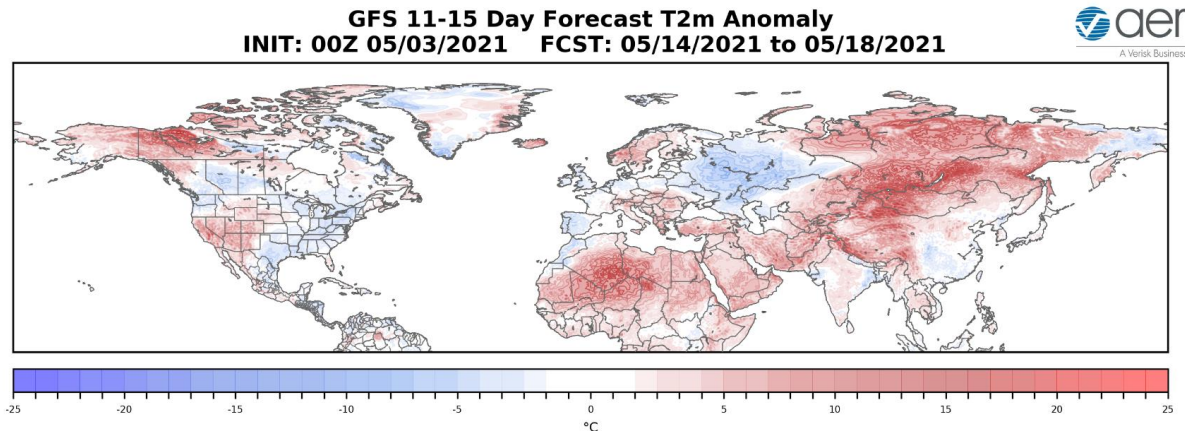 GFS 11-15 Day Forecast T2m Anomaly
INIT: 00Z 05/03/2021 FCST: 05/14/2021 to 05/18/2021
aer
A Verisk Business
-25 -20 -15 -10 -5 0 5 10 15 20 25
°C